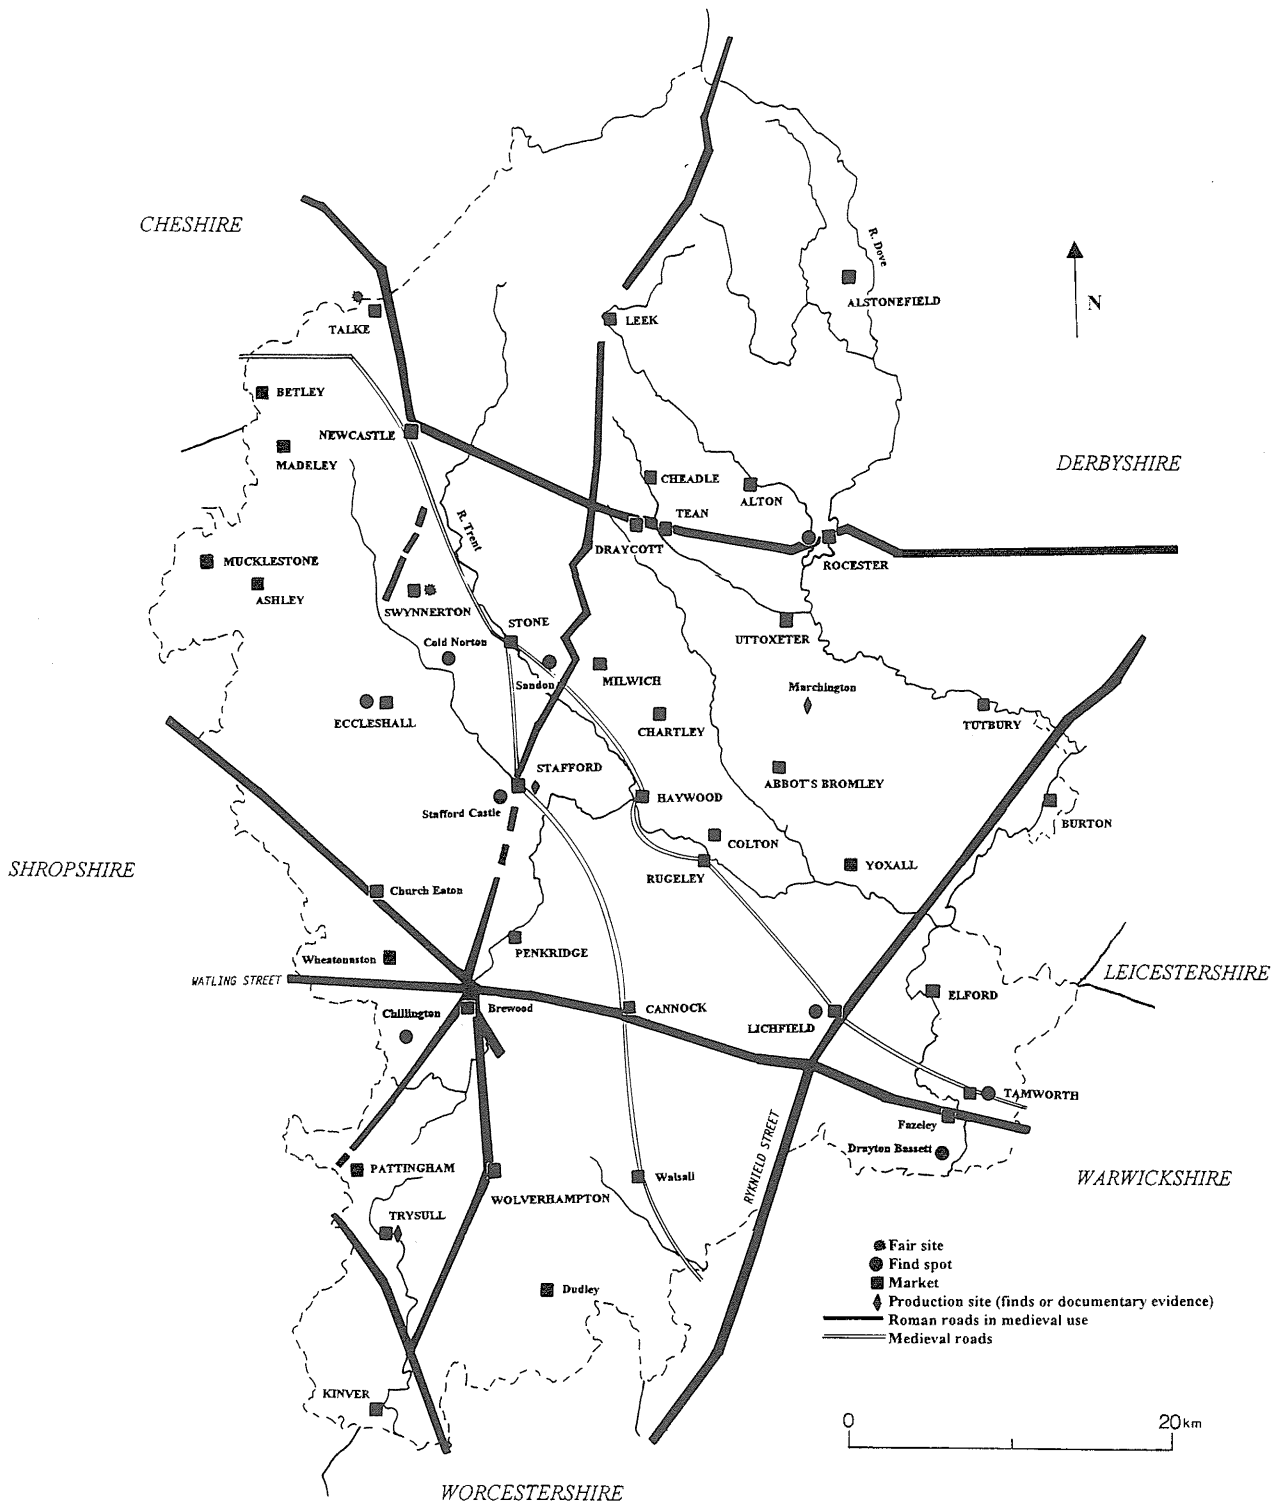 CHESHIRE
R. Dove
ALSTONEFIELD
N
TALKE
LEEK
BETLEY
NEWCASTLE
MADELEY
DERBYSHIRE
CHEADLE
ALTON
TEAN
R. Trent
DRAYCOTT
ROCESTER
MUCKLESTONE
ASHLEY
SWYNNERTON
STONE
UTTOXETER
Cold Norton
Sandon
MILWICH
Marchington
ECCLESHALL
CHARTLEY
TUTBURY
STAFFORD
ABBOT'S BROMLEY
HAYWOOD
Stafford Castle
BURTON
COLTON
SHROPSHIRE
RUGELEY
YOXALL
Church Eaton
PENKRIDGE
Wheatonaston
WATLING STREET
LEICESTERSHIRE
ELFORD
Chillington
Brewood
CANNOCK
LICHFIELD
TAMWORTH
Fazeley
Drayton Bassett
RYKNIELD STREET
PATTINGHAM
Walsall
WARWICKSHIRE
WOLVERHAMPTON
TRYSULL
Fair site
Find spot
Market
Dudley
Production site (finds or documentary evidence)
Roman roads in medieval use
Medieval roads
KINVER
0 20km
WORCESTERSHIRE